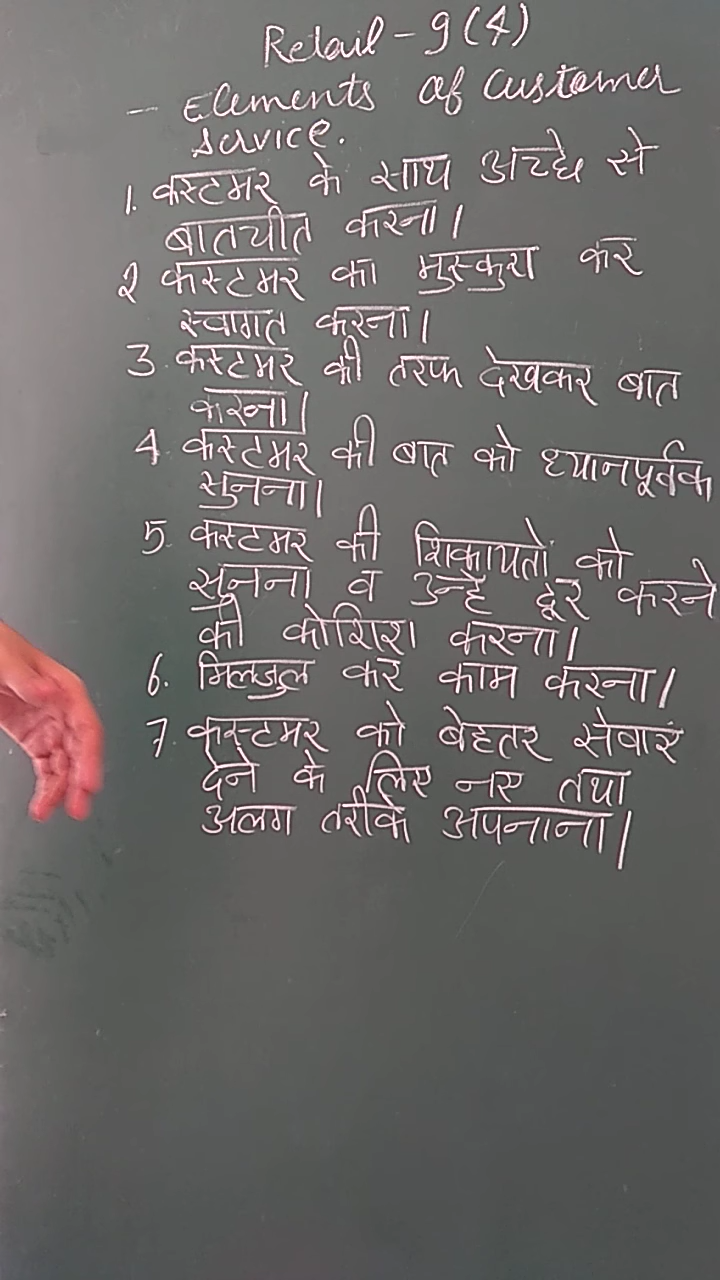 Retail - 9(4)
- Elements of customer
service.
1. कस्टमर के साथ अच्छे से
बातचीत करना।
2 कस्टमर का मुस्कुरा कर
स्वागत करना।
3. कस्टमर की तरफ देखकर बात
करना।
4. कस्टमर की बात को ध्यानपूर्वक
सुनना।
5. कस्टमर की शिकायतों को
सुनना व उन्हे दूर करने
की कोशिश करना।
6. मिलजुल कर काम करना।
7. कस्टमर को बेहतर सेवाएं
देने के लिए नए तथा
अलग तरीके अपनाना।